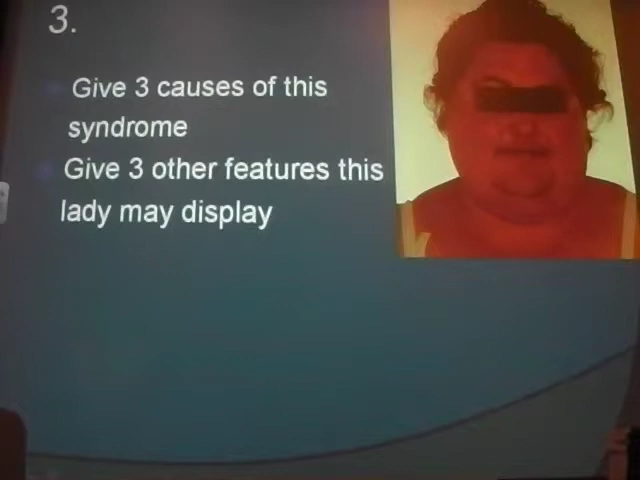 3.
Give 3 causes of this
syndrome
Give 3 other features this
lady may display